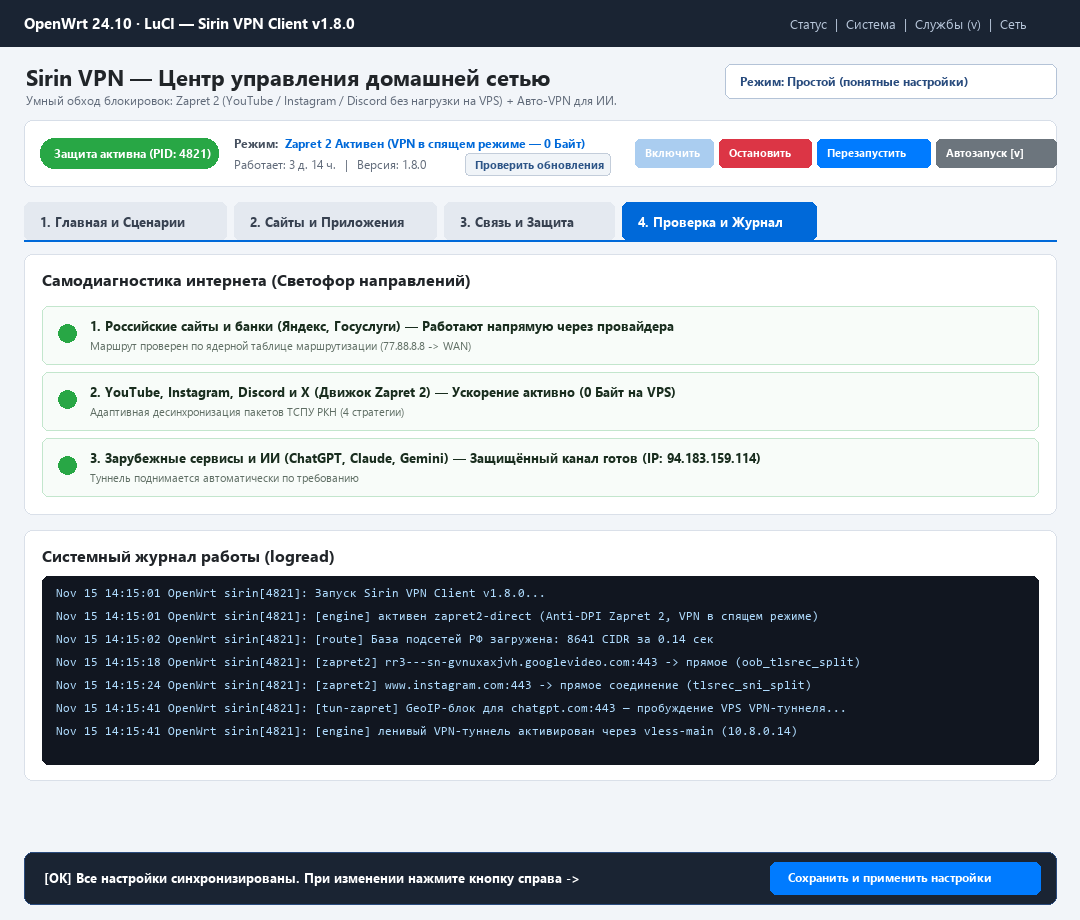 OpenWrt 24.10 · LuCI — Sirin VPN Client v1.8.0
Статус | Система | Службы (v) | Сеть
Sirin VPN — Центр управления домашней сетью
Режим: Простой (понятные настройки)
Умный обход блокировок: Zapret 2 (YouTube / Instagram / Discord без нагрузки на VPS) + Авто-VPN для ИИ.
Защита активна (PID: 4821)
Режим: Zapret 2 Активен (VPN в спящем режиме — 0 Байт)
Работает: 3 д. 14 ч. | Версия: 1.8.0
Проверить обновления
Включить
Остановить
Перезапустить
Автозапуск [v]
1. Главная и Сценарии
2. Сайты и Приложения
3. Связь и Защита
4. Проверка и Журнал
Самодиагностика интернета (Светофор направлений)
1. Российские сайты и банки (Яндекс, Госуслуги) — Работают напрямую через провайдера
Маршрут проверен по ядерной таблице маршрутизации (77.88.8.8 -> WAN)
2. YouTube, Instagram, Discord и X (Движок Zapret 2) — Ускорение активно (0 Байт на VPS)
Адаптивная десинхронизация пакетов ТСПУ РКН (4 стратегии)
3. Зарубежные сервисы и ИИ (ChatGPT, Claude, Gemini) — Защищённый канал готов (IP: 94.183.159.114)
Туннель поднимается автоматически по требованию
Системный журнал работы (logread)
Nov 15 14:15:01 OpenWrt sirin[4821]: Запуск Sirin VPN Client v1.8.0...
Nov 15 14:15:01 OpenWrt sirin[4821]: [engine] активен zapret2-direct (Anti-DPI Zapret 2, VPN в спящем режиме)
Nov 15 14:15:02 OpenWrt sirin[4821]: [route] База подсетей РФ загружена: 8641 CIDR за 0.14 сек
Nov 15 14:15:18 OpenWrt sirin[4821]: [zapret2] rr3---sn-gvnuxaxjvh.googlevideo.com:443 -> прямое (oob_tlsrec_split)
Nov 15 14:15:24 OpenWrt sirin[4821]: [zapret2] www.instagram.com:443 -> прямое соединение (tlsrec_sni_split)
Nov 15 14:15:41 OpenWrt sirin[4821]: [tun-zapret] GeoIP-блок для chatgpt.com:443 — пробуждение VPS VPN-туннеля...
Nov 15 14:15:41 OpenWrt sirin[4821]: [engine] ленивый VPN-туннель активирован через vless-main (10.8.0.14)
[OK] Все настройки синхронизированы. При изменении нажмите кнопку справа ->
Сохранить и применить настройки